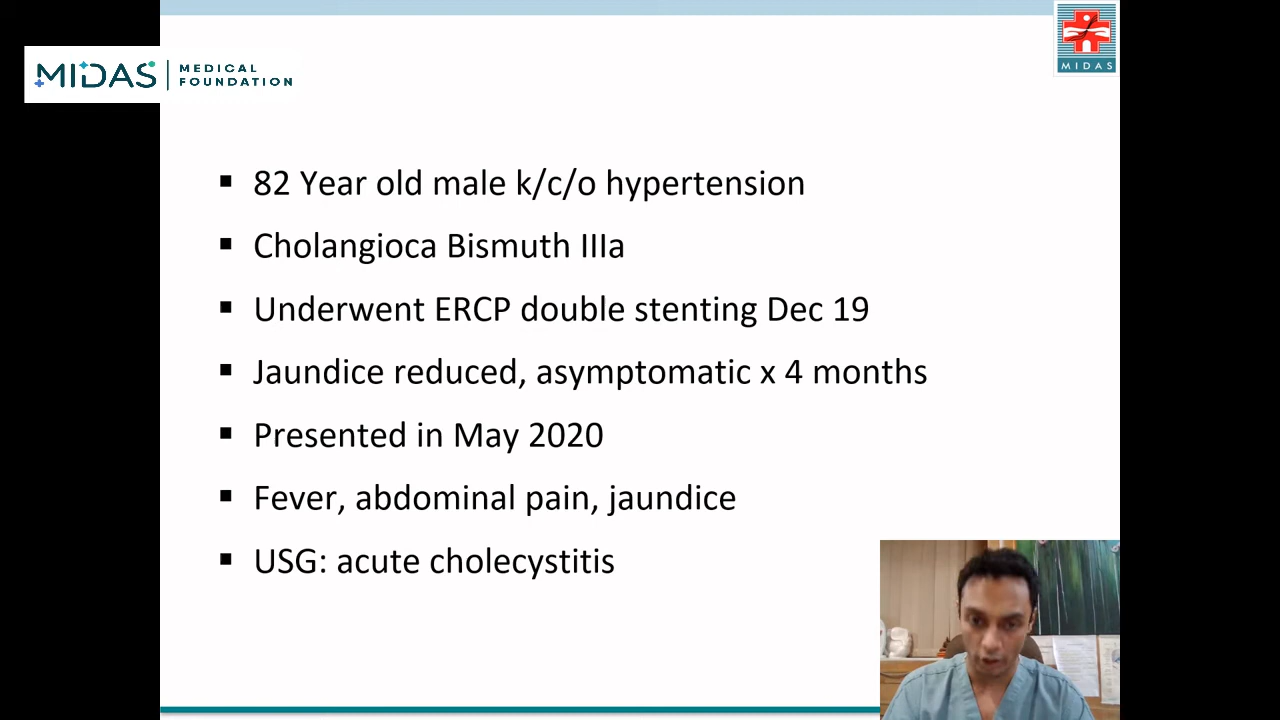 MIDAS MEDICAL FOUNDATION
MIDAS
82 Year old male k/c/o hypertension
Cholangioca Bismuth IIIa
Underwent ERCP double stenting Dec 19
Jaundice reduced, asymptomatic x 4 months
Presented in May 2020
Fever, abdominal pain, jaundice
USG: acute cholecystitis